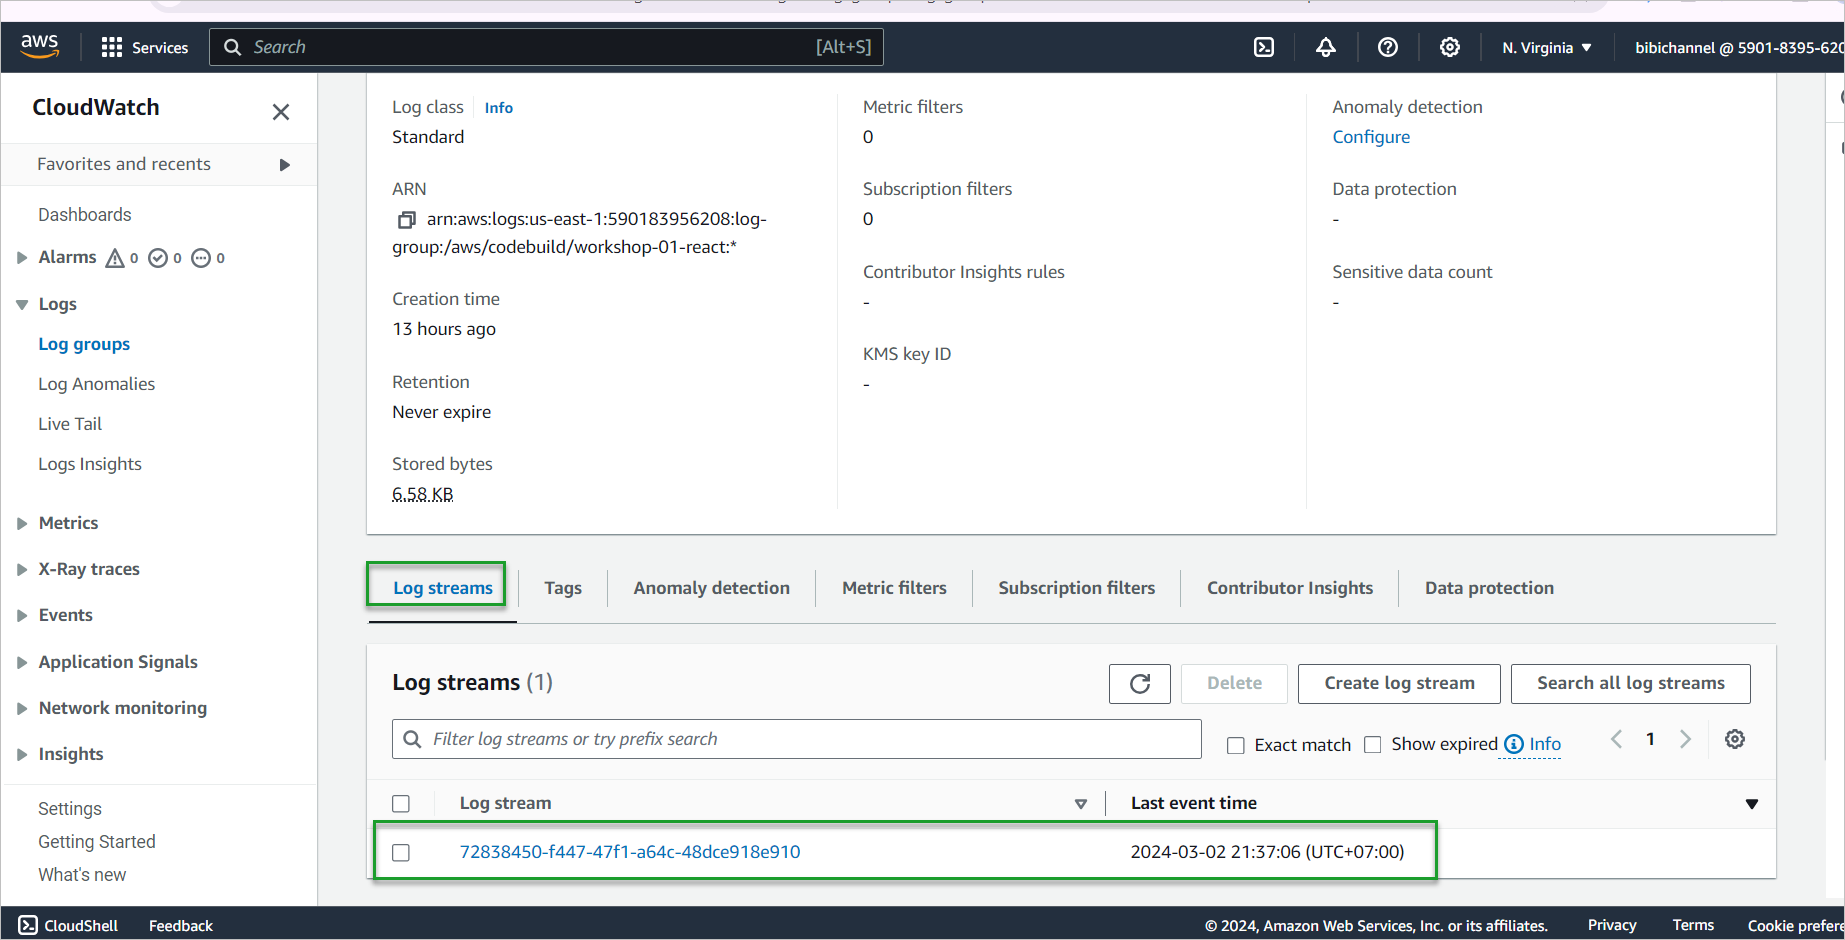 aws
Services
Search
[Alt+S]
N. Virginia
bibichannel @ 5901-8395-620
CloudWatch
Favorites and recents
Dashboards
Alarms 0 0 0
Logs
Log groups
Log Anomalies
Live Tail
Logs Insights
Metrics
X-Ray traces
Events
Application Signals
Network monitoring
Insights
Settings
Getting Started
What's new
Log class Info
Standard
ARN
arn:aws:logs:us-east-1:590183956208:log-
group:/aws/codebuild/workshop-01-react:*
Creation time
13 hours ago
Retention
Never expire
Stored bytes
6.58 KB
Metric filters
0
Subscription filters
0
Contributor Insights rules
-
KMS key ID
-
Anomaly detection
Configure
Data protection
-
Sensitive data count
-
Log streams
Tags
Anomaly detection
Metric filters
Subscription filters
Contributor Insights
Data protection
Log streams (1)
Delete
Create log stream
Search all log streams
Filter log streams or try prefix search
Exact match
Show expired
Info
1
Log stream
Last event time
72838450-f447-47f1-a64c-48dce918e910
2024-03-02 21:37:06 (UTC+07:00)
CloudShell
Feedback
© 2024, Amazon Web Services, Inc. or its affiliates.
Privacy
Terms
Cookie prefere